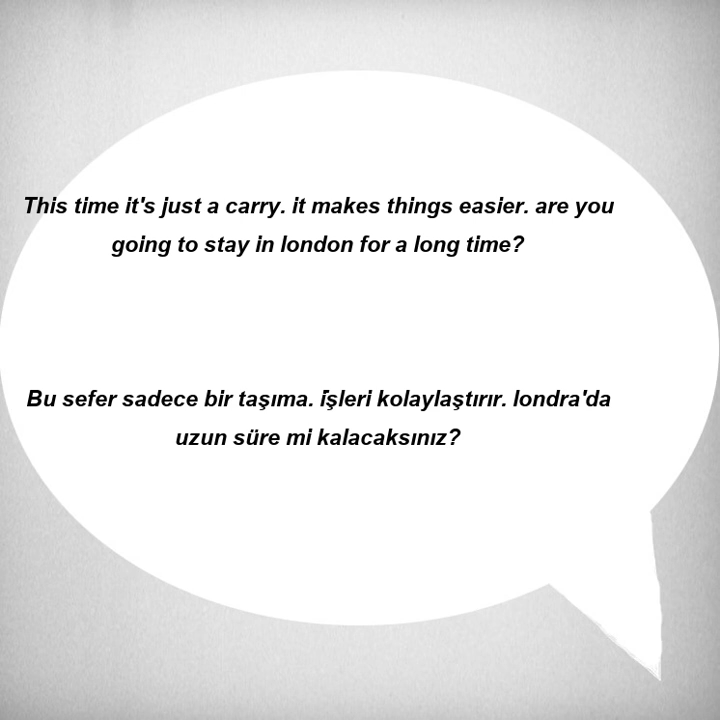 This time it's just a carry. it makes things easier. are you
going to stay in london for a long time?
Bu sefer sadece bir taşıma. i̇şleri kolaylaştırır. londra'da
uzun süre mi kalacaksınız?